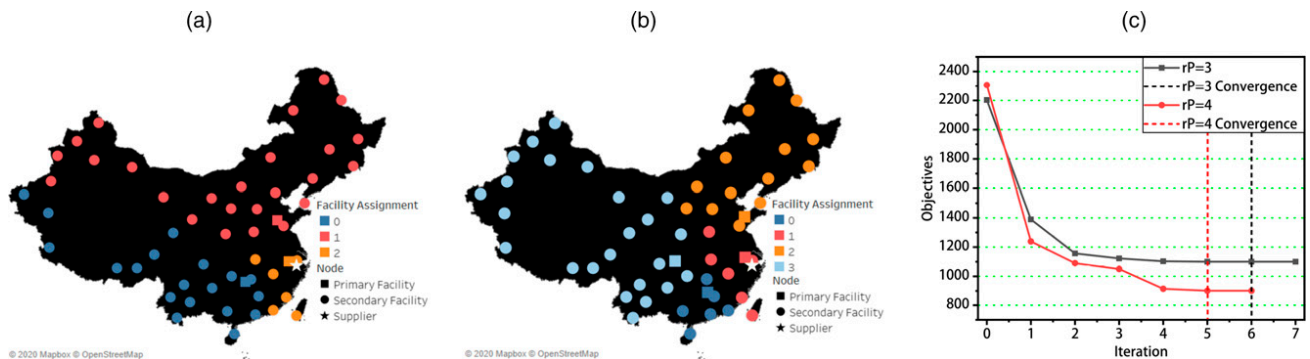 (a)
Facility Assignment
0
1
2
Node
Primary Facility
Secondary Facility
Supplier
© 2020 Mapbox © OpenStreetMap
(b)
Facility Assignment
0
1
2
3
Node
Primary Facility
Secondary Facility
Supplier
© 2020 Mapbox © OpenStreetMap
(c)
rP=3
rP=3 Convergence
rP=4
rP=4 Convergence
Objectives
2400
2200
2000
1800
1600
1400
1200
1000
800
0 1 2 3 4 5 6 7
Iteration